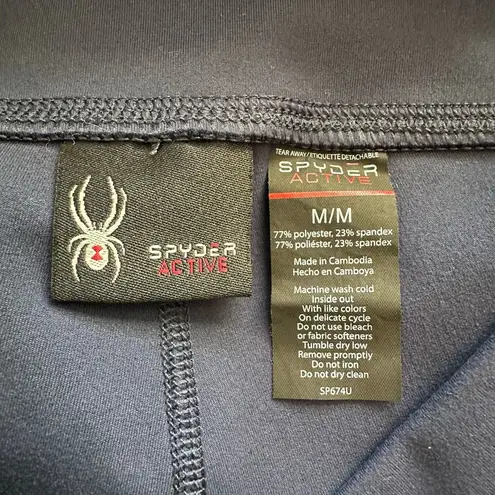 SPYDER
ACTIVE
TEAR AWAY/ETIQUETTE DETACHABLE
SPYDER
ACTIVE
M/M
77% polyester, 23% spandex
77% poliéster, 23% spandex
Made in Cambodia
Hecho en Camboya
Machine wash cold
Inside out
With like colors
On delicate cycle
Do not use bleach
or fabric softeners
Tumble dry low
Remove promptly
Do not iron
Do not dry clean
SP674U